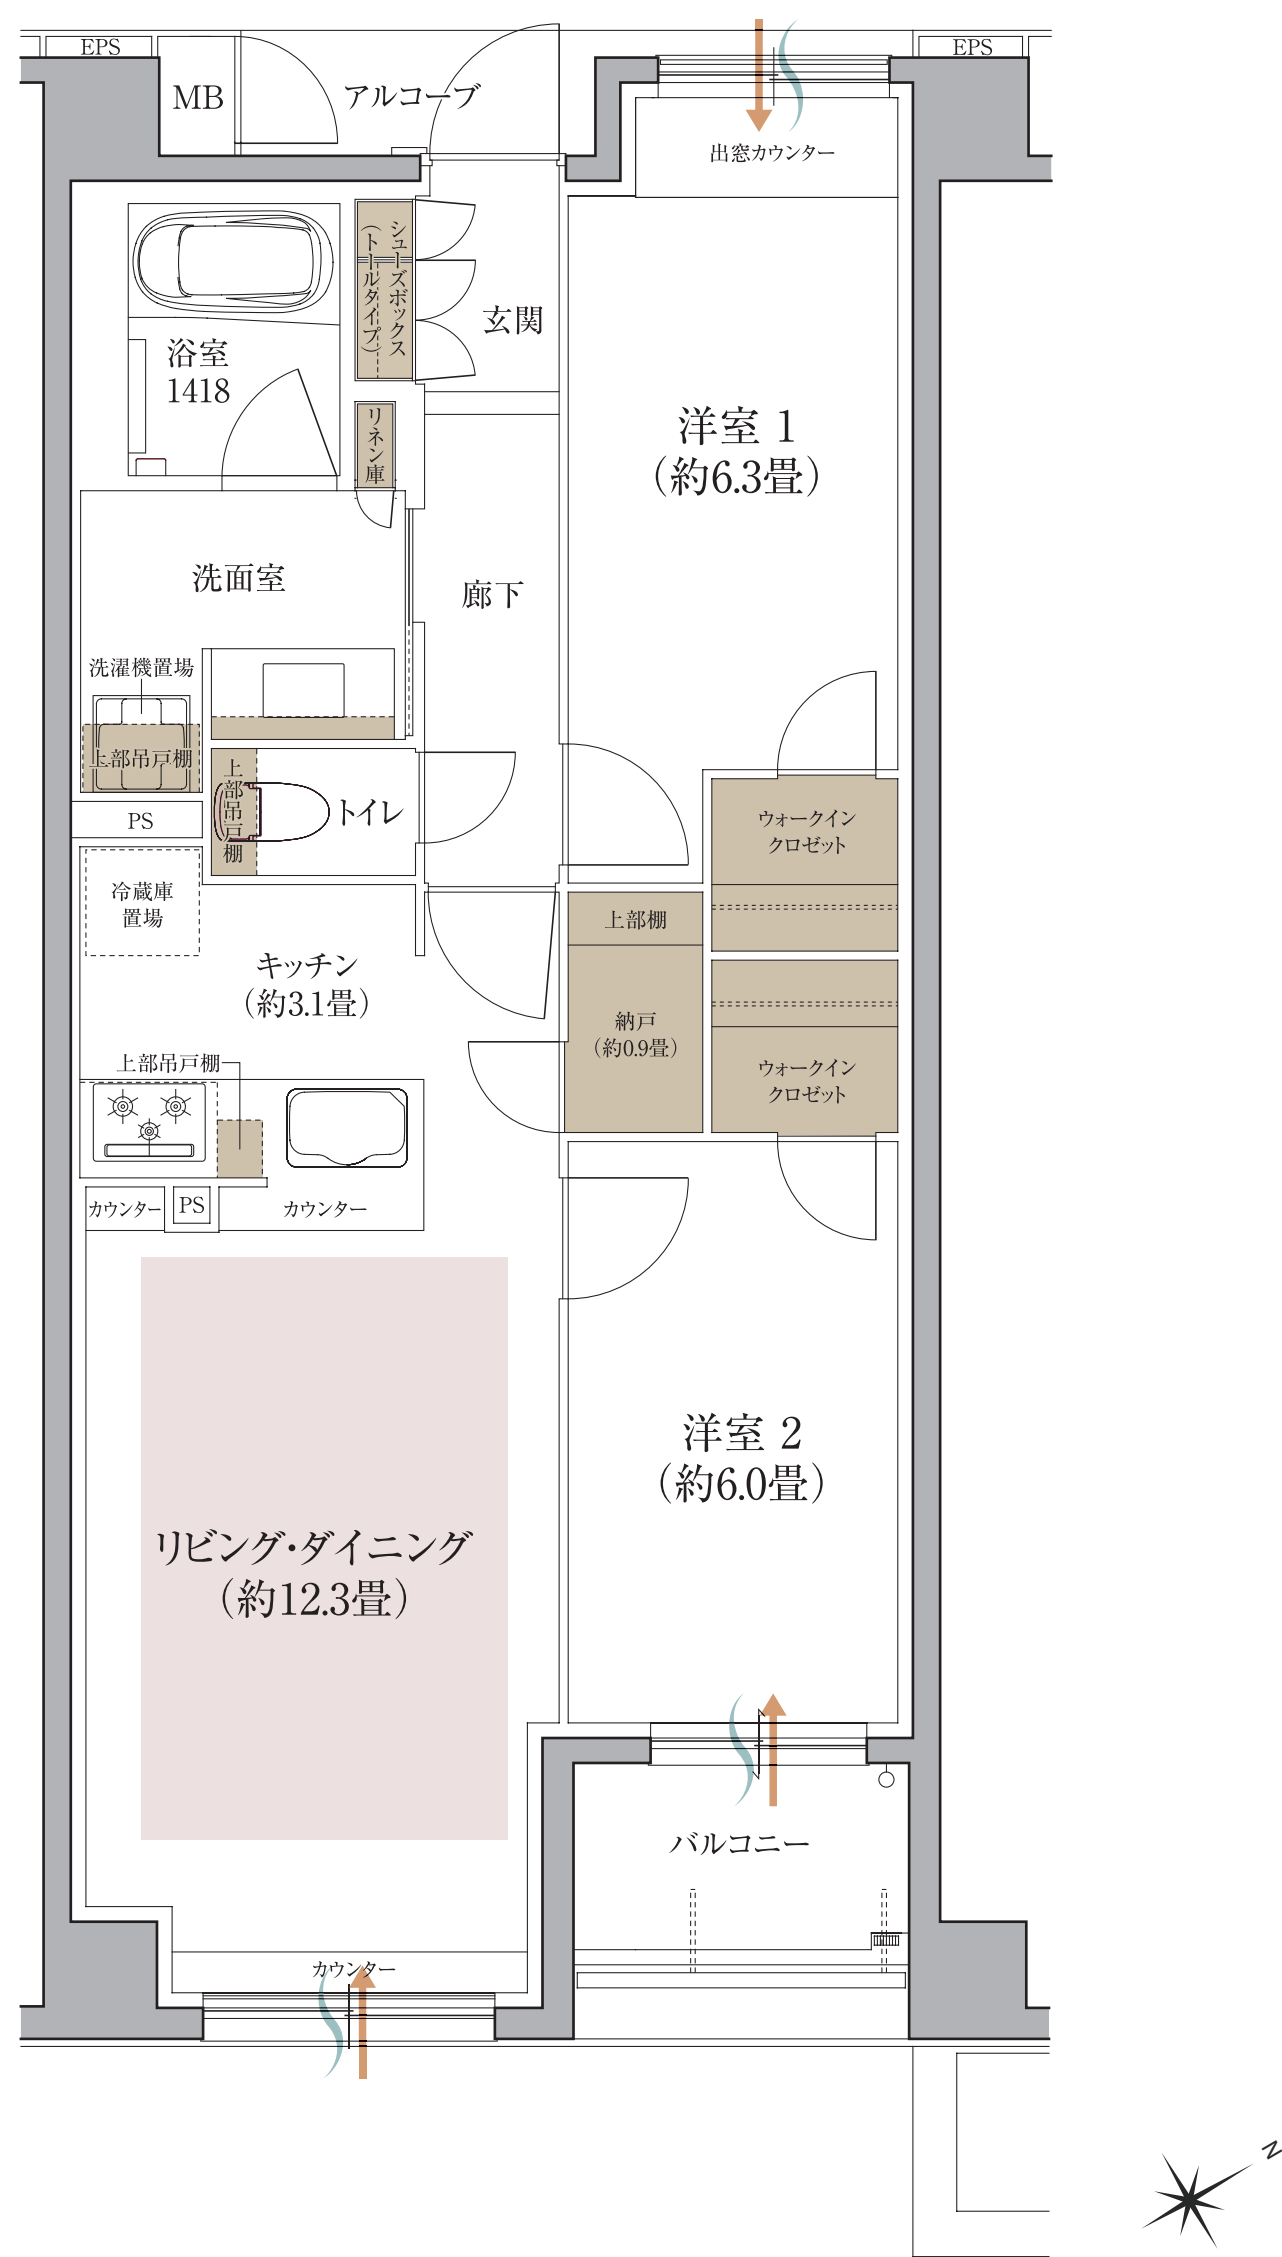 EPS
EPS
MB
アルコーブ
出窓カウンター
シューズボックス
（トールタイプ）
玄関
浴室
1418
リネン庫
洋室 1
（約6.3畳）
洗面室
廊下
洗濯機置場
上部吊戸棚
上部吊戸棚
トイレ
PS
ウォークイン
クロゼット
冷蔵庫
置場
上部棚
キッチン
（約3.1畳）
納戸
（約0.9畳）
上部吊戸棚
ウォークイン
クロゼット
カウンター
PS
カウンター
洋室 2
（約6.0畳）
リビング・ダイニング
（約12.3畳）
バルコニー
カウンター
N